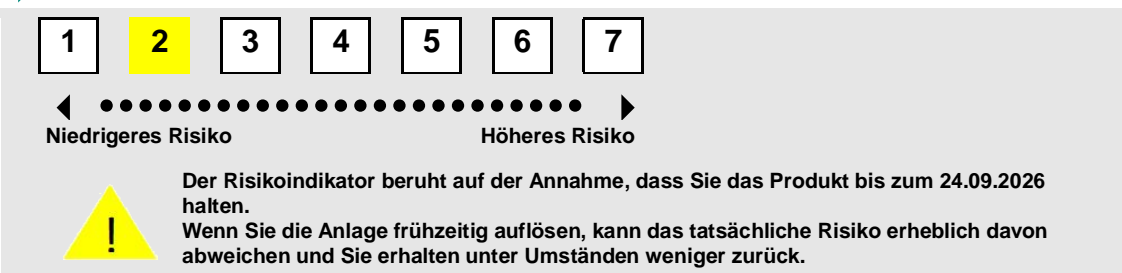 1 2 3 4 5 6 7
Niedrigeres Risiko Höheres Risiko
Der Risikoindikator beruht auf der Annahme, dass Sie das Produkt bis zum 24.09.2026
halten.
Wenn Sie die Anlage frühzeitig auflösen, kann das tatsächliche Risiko erheblich davon
abweichen und Sie erhalten unter Umständen weniger zurück.
!